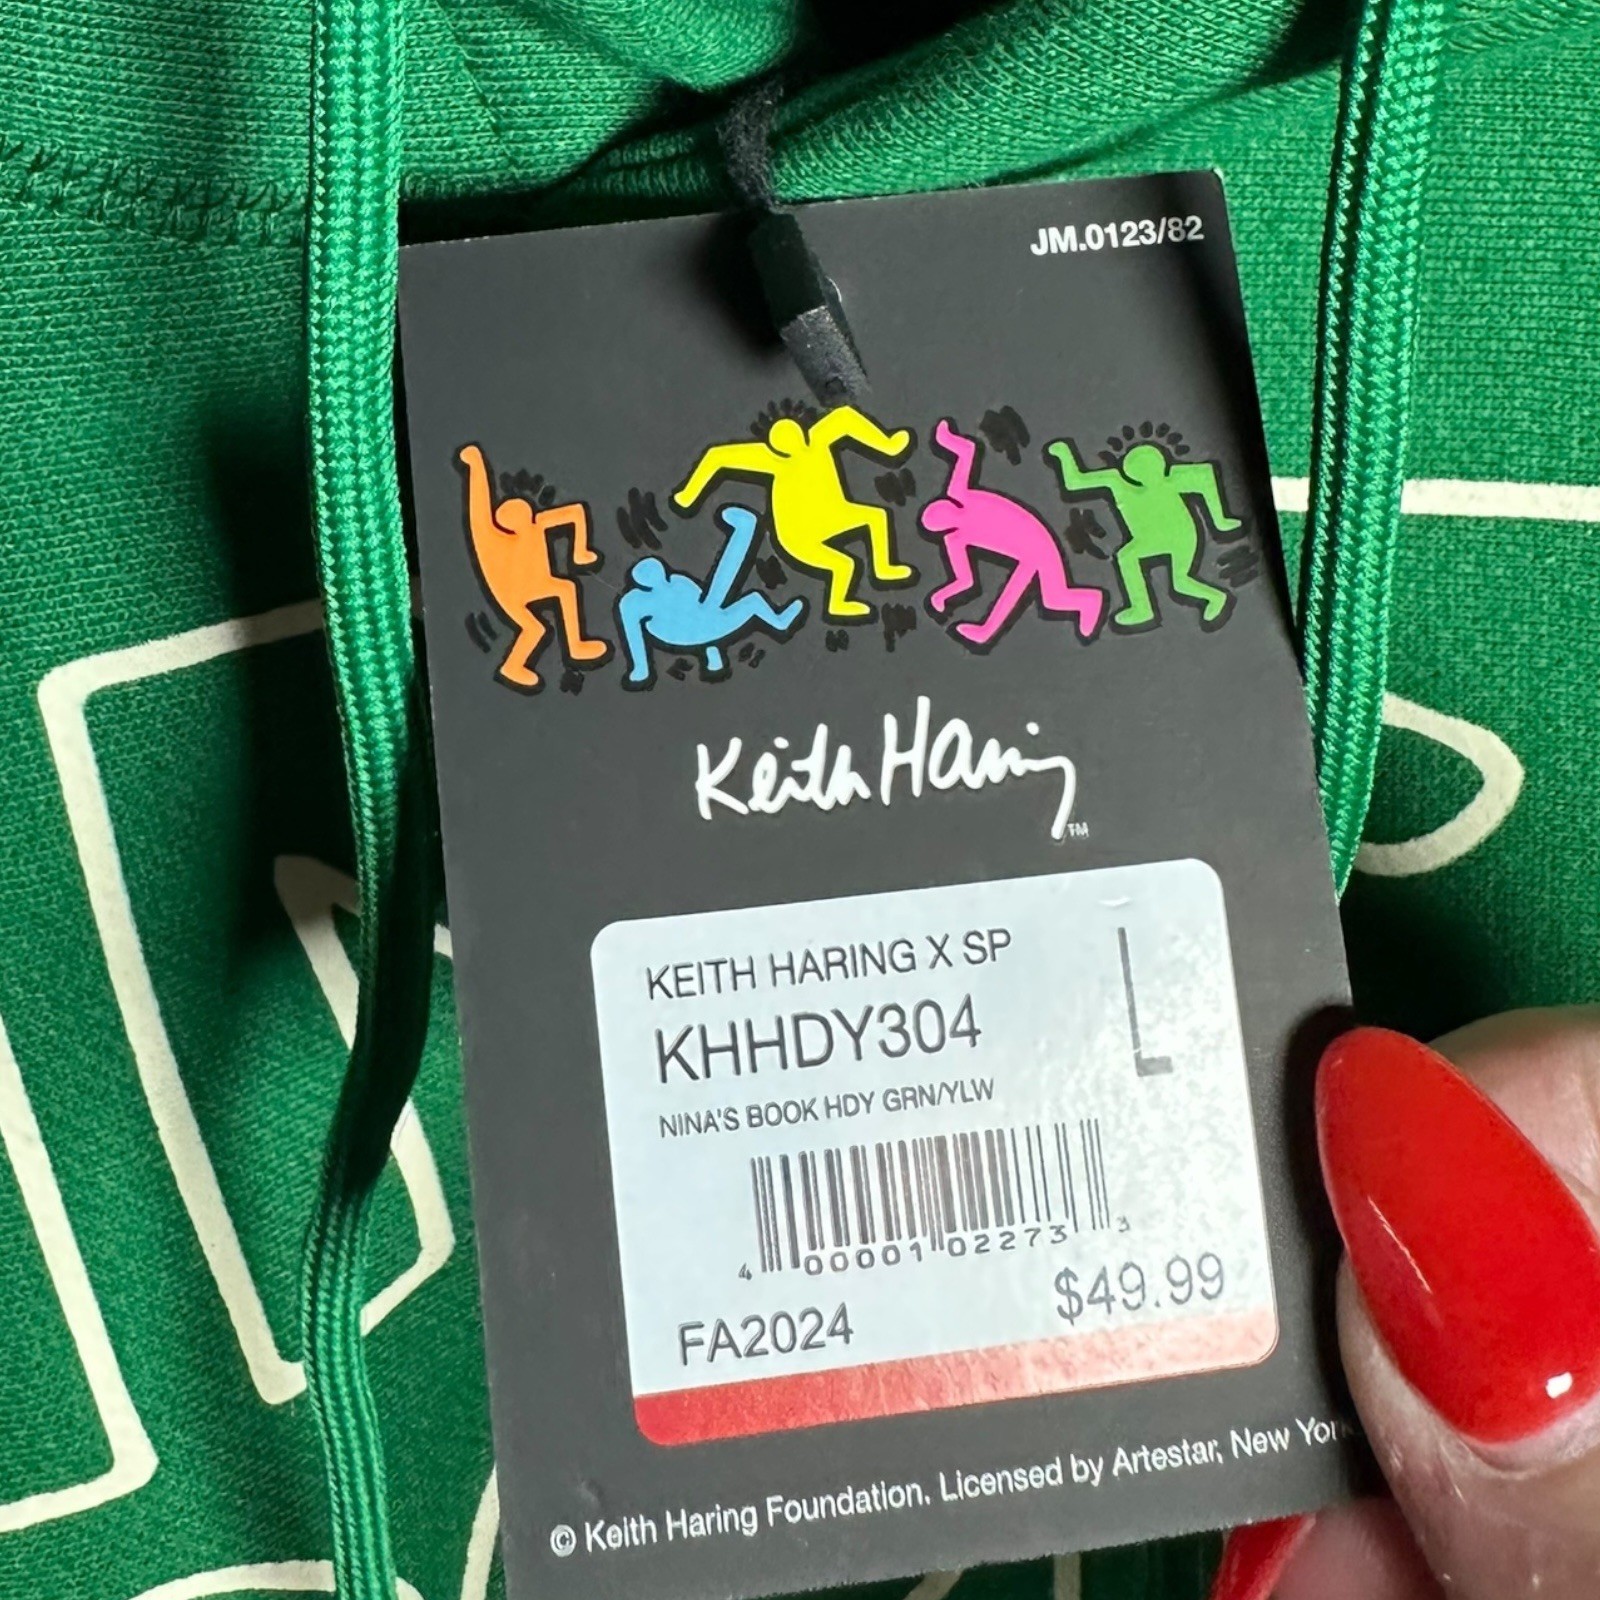 JM.0123/82
Keith Haring
TM
KEITH HARING X SP
L
KHHDY304
NINA'S BOOK HDY GRN/YLW
4 00001 02273 3
$49.99
FA2024
© Keith Haring Foundation. Licensed by Artestar, New